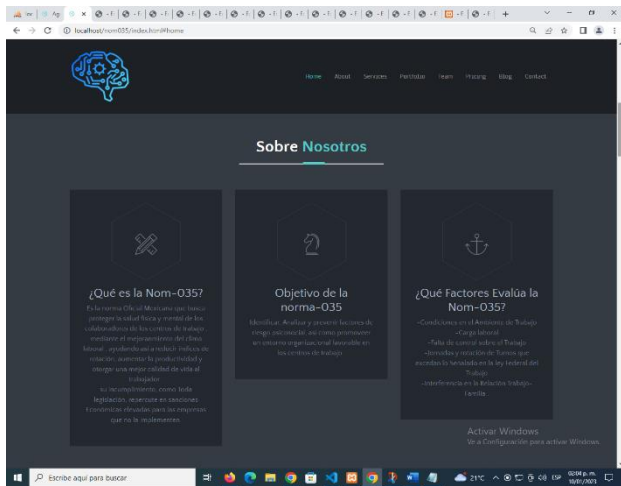 localhost/nom035/index.html#home
Home About Services Portfolio Team Pricing Blog Contact
Sobre Nosotros
¿Qué es la Nom-035?
Es la norma Oficial Mexicana que busca
proteger la salud física y mental de los
colaboradores de los centros de trabajo
mediante el mejoramiento del clima
laboral, ayudando así a reducir índices de
rotación, aumentar la productividad y
otorgar una mejor calidad de vida al
trabajador
su incumplimiento, como toda
legislación, repercute en sanciones
Económicas elevadas para las empresas
que no la implementen
Objetivo de la
norma-035
Identificar, Analizar y prevenir factores de
riesgo psicosocial, así como promover
un entorno organizacional favorable en
los centros de trabajo
¿Qué Factores Evalúa la
Nom-035?
-Condiciones en el Ambiente de Trabajo
-Carga laboral
-Falta de control sobre el Trabajo
-Jornadas y rotación de Turnos que
excedan lo Señalado en la ley Federal del
Trabajo
-Interferencia en la Relación Trabajo-
Familia
Activar Windows
Ve a Configuración para activar Windows.
Escribe aquí para buscar
21°C
ESP
02:04 p. m.
10/01/2023